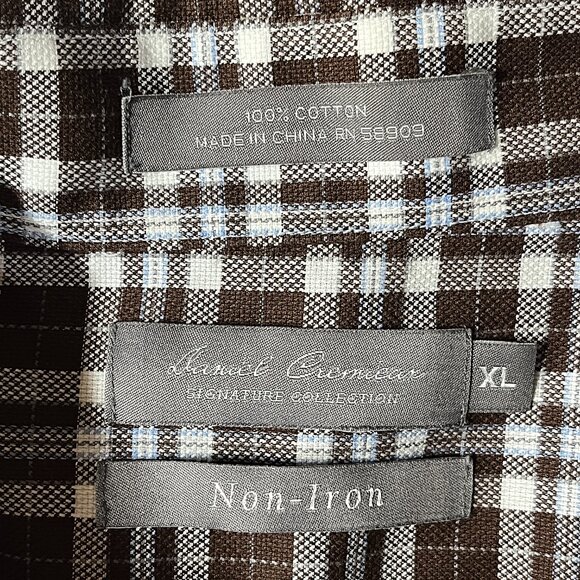 100% COTTON
MADE IN CHINA RN 58909
Daniel Cremieux
SIGNATURE COLLECTION
XL
Non-Iron